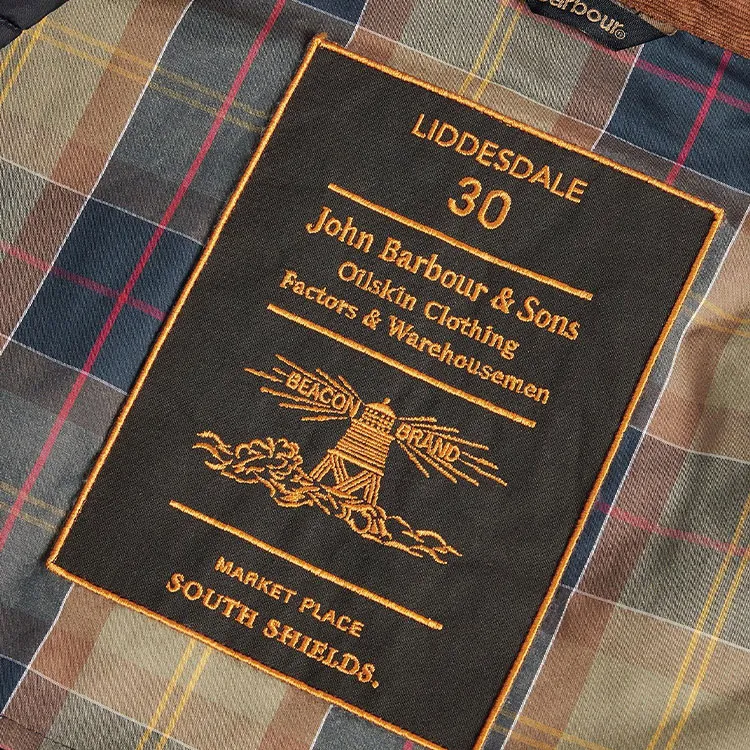 Barbour®
LIDDESDALE
30
John Barbour & Sons
Oilskin Clothing
Factors & Warehousemen
BEACON BRAND
MARKET PLACE
SOUTH SHIELDS.